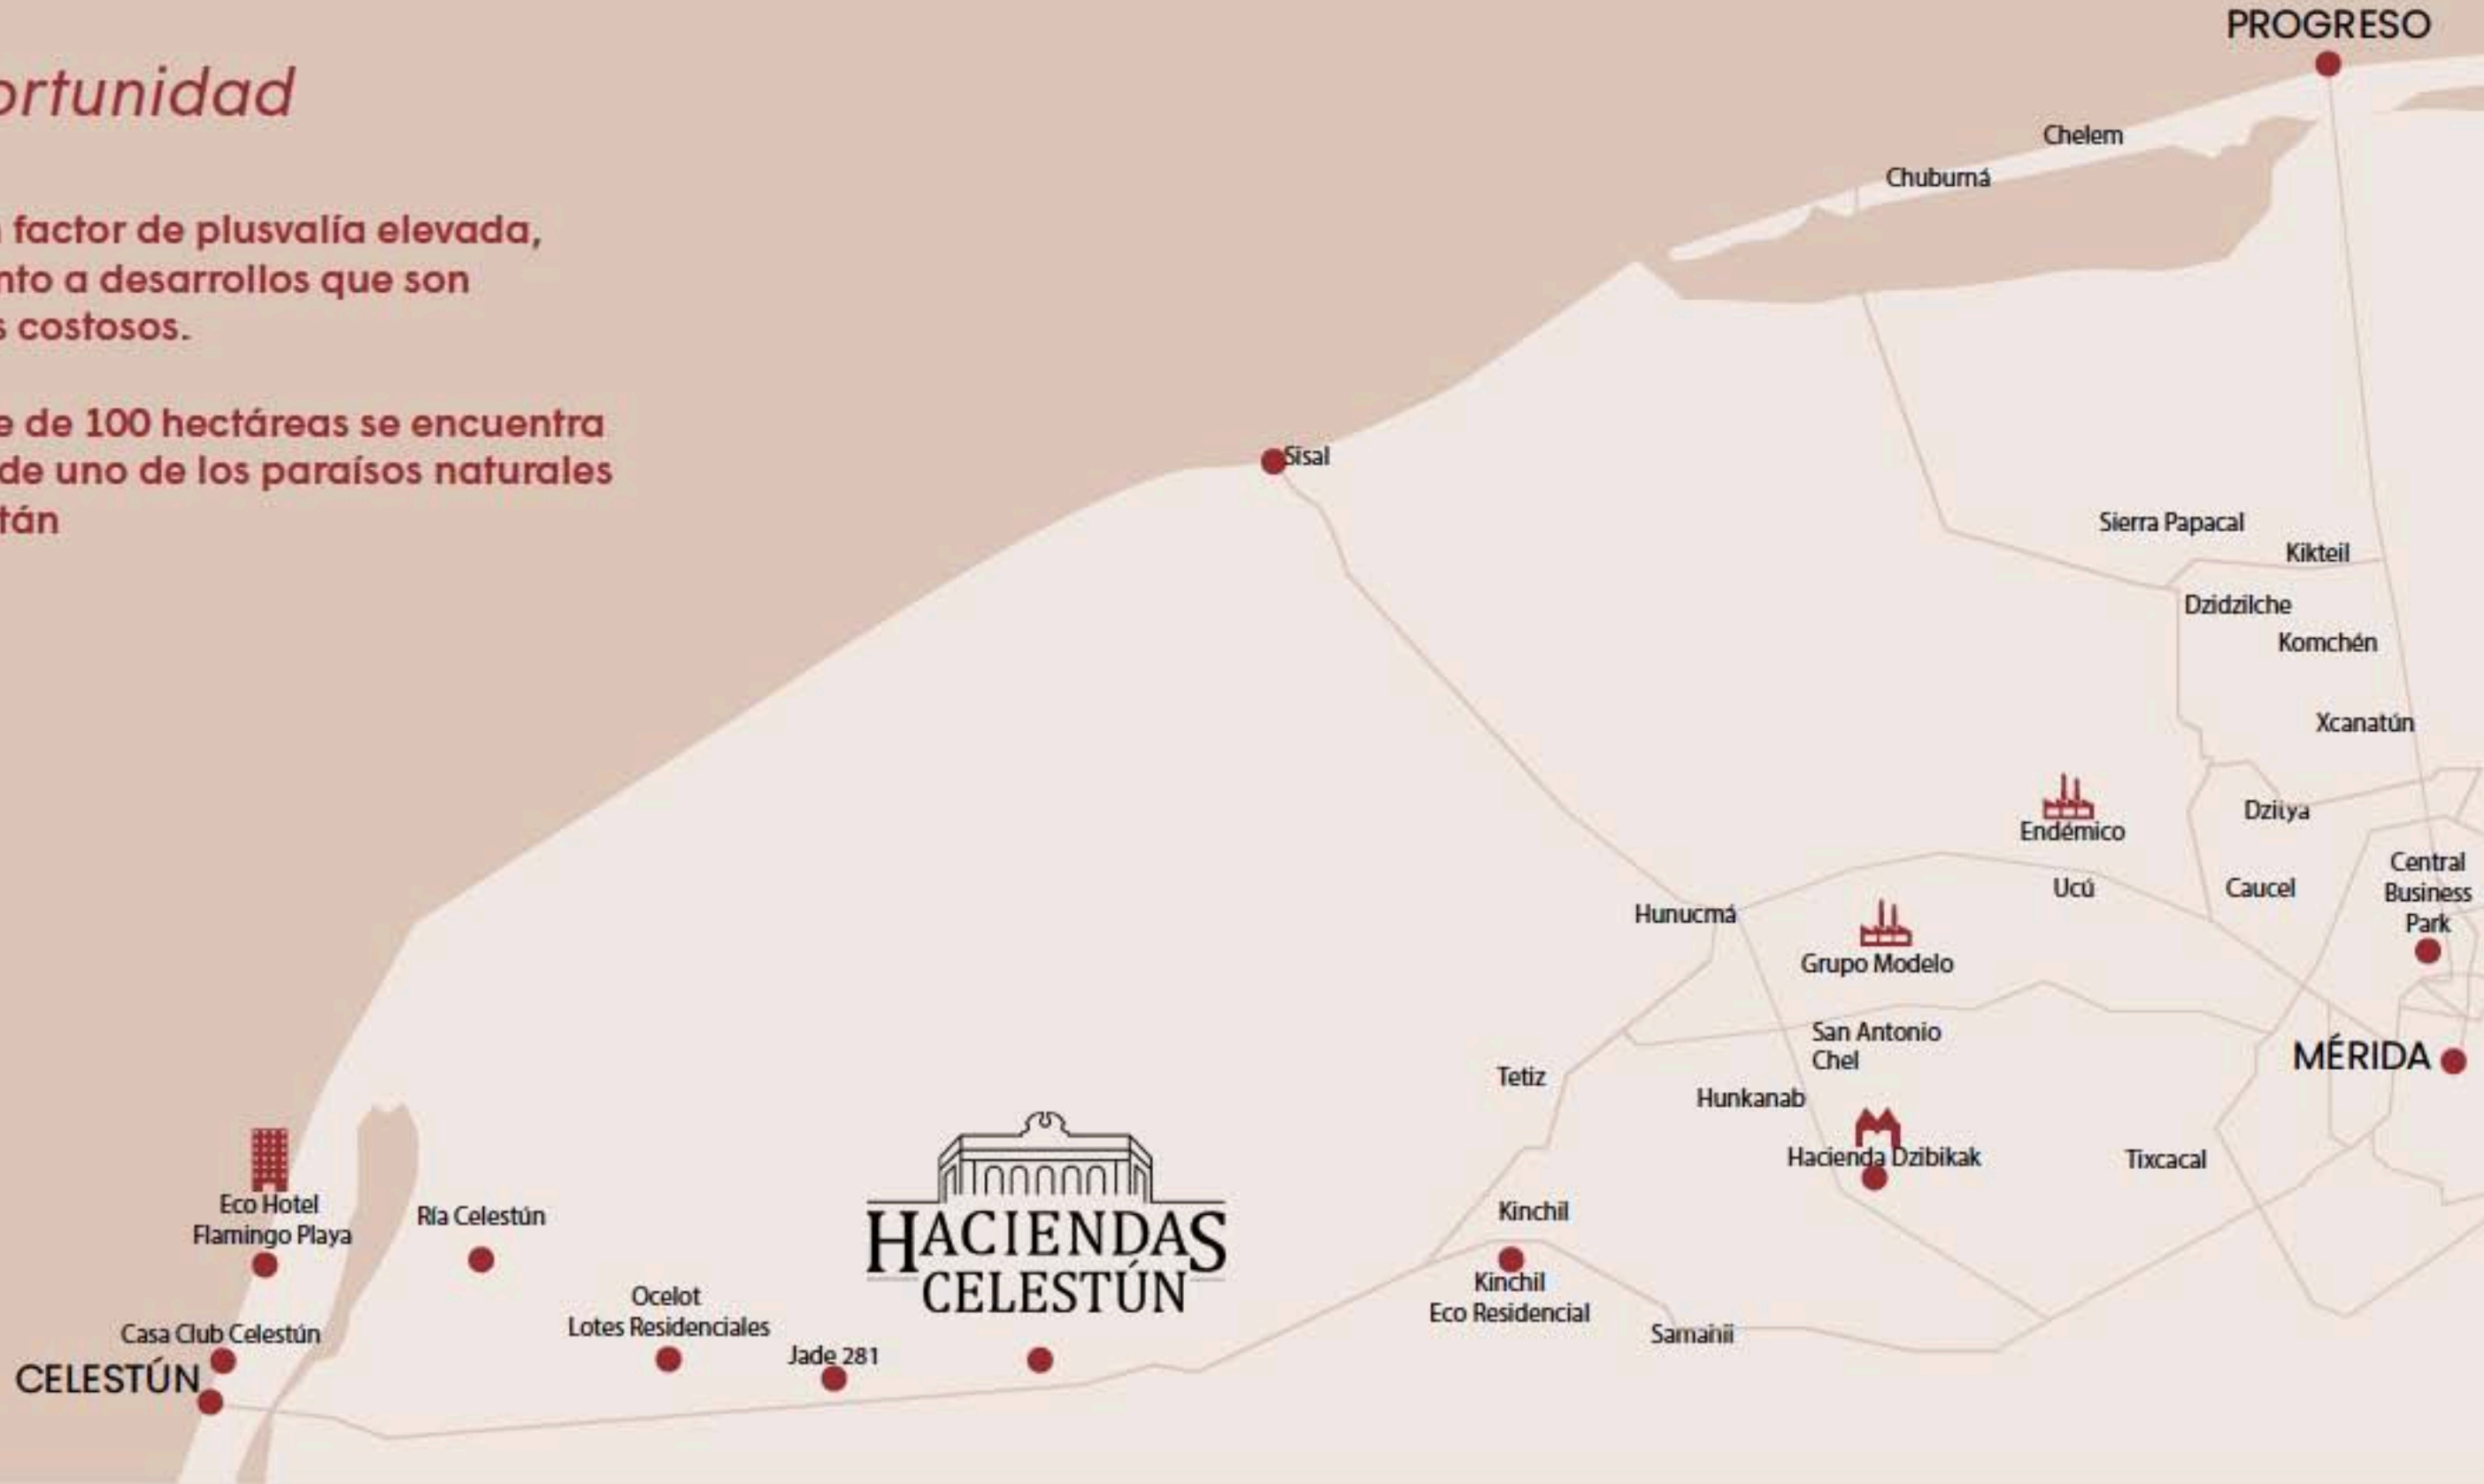 ortunidad
factor de plusvalía elevada,
nto a desarrollos que son
s costosos.
e de 100 hectáreas se encuentra
de uno de los paraísos naturales
tán
PROGRESO
Chelem
Chuburná
Sisal
Sierra Papacal
Kikteil
Dzidzilche
Komchén
Xcanatún
Dzitya
Endémico
Ucú
Caucel
Central
Business
Park
Hunucmá
Grupo Modelo
San Antonio
Chel
MÉRIDA
Tetiz
Hunkanab
Hacienda Dzibikak
Tixcacal
Eco Hotel
Flamingo Playa
Ría Celestún
HACIENDAS
CELESTÚN
Kinchil
Kinchil
Eco Residencial
Ocelot
Lotes Residenciales
Samahil
Casa Club Celestún
Jade 281
CELESTÚN